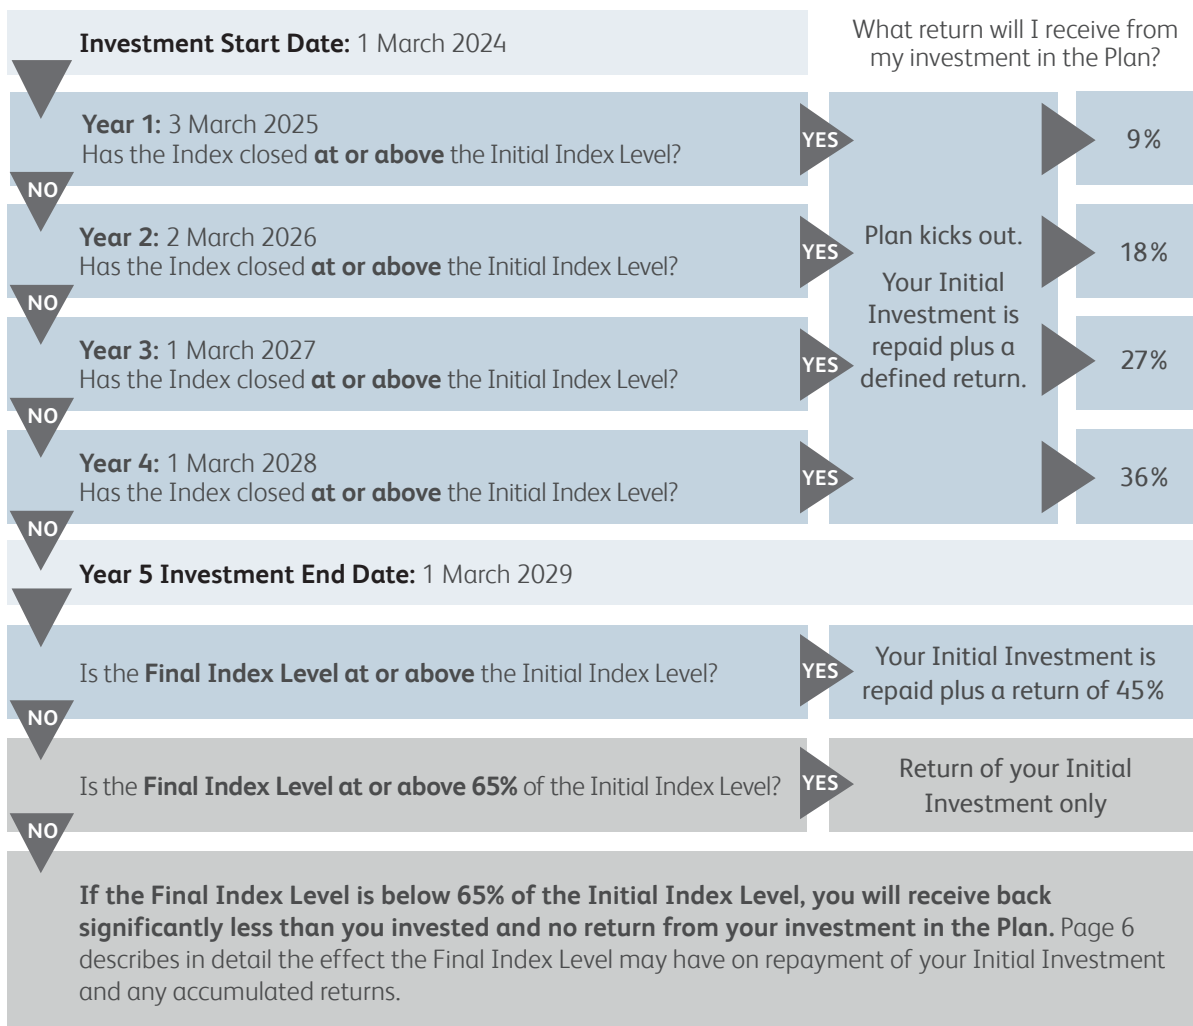 Investment Start Date: 1 March 2024
What return will I receive from
my investment in the Plan?
Year 1: 3 March 2025
Has the Index closed at or above the Initial Index Level?
YES
9%
NO
Year 2: 2 March 2026
Has the Index closed at or above the Initial Index Level?
YES
18%
NO
Year 3: 1 March 2027
Has the Index closed at or above the Initial Index Level?
YES
27%
NO
Year 4: 1 March 2028
Has the Index closed at or above the Initial Index Level?
YES
36%
Plan kicks out.
Your Initial
Investment is
repaid plus a
defined return.
NO
Year 5 Investment End Date: 1 March 2029
Is the Final Index Level at or above the Initial Index Level?
YES
Your Initial Investment is
repaid plus a return of 45%
NO
Is the Final Index Level at or above 65% of the Initial Index Level?
YES
Return of your Initial
Investment only
NO
If the Final Index Level is below 65% of the Initial Index Level, you will receive back
significantly less than you invested and no return from your investment in the Plan. Page 6
describes in detail the effect the Final Index Level may have on repayment of your Initial Investment
and any accumulated returns.